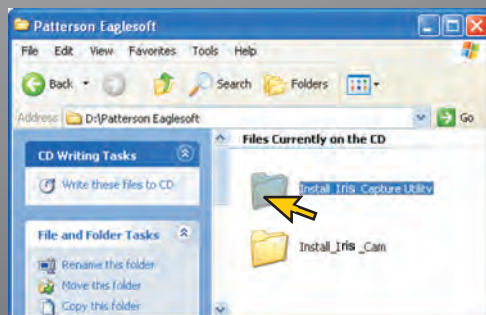 Patterson Eaglesoft
File Edit View Favorites Tools Help
Back Search Folders
Address D:\Patterson Eaglesoft Go
CD Writing Tasks
Write these files to CD
File and Folder Tasks
Rename this folder
Move this folder
Copy this folder
Files Currently on the CD
Install_Iris_Capture Utility
Install_Iris _Cam